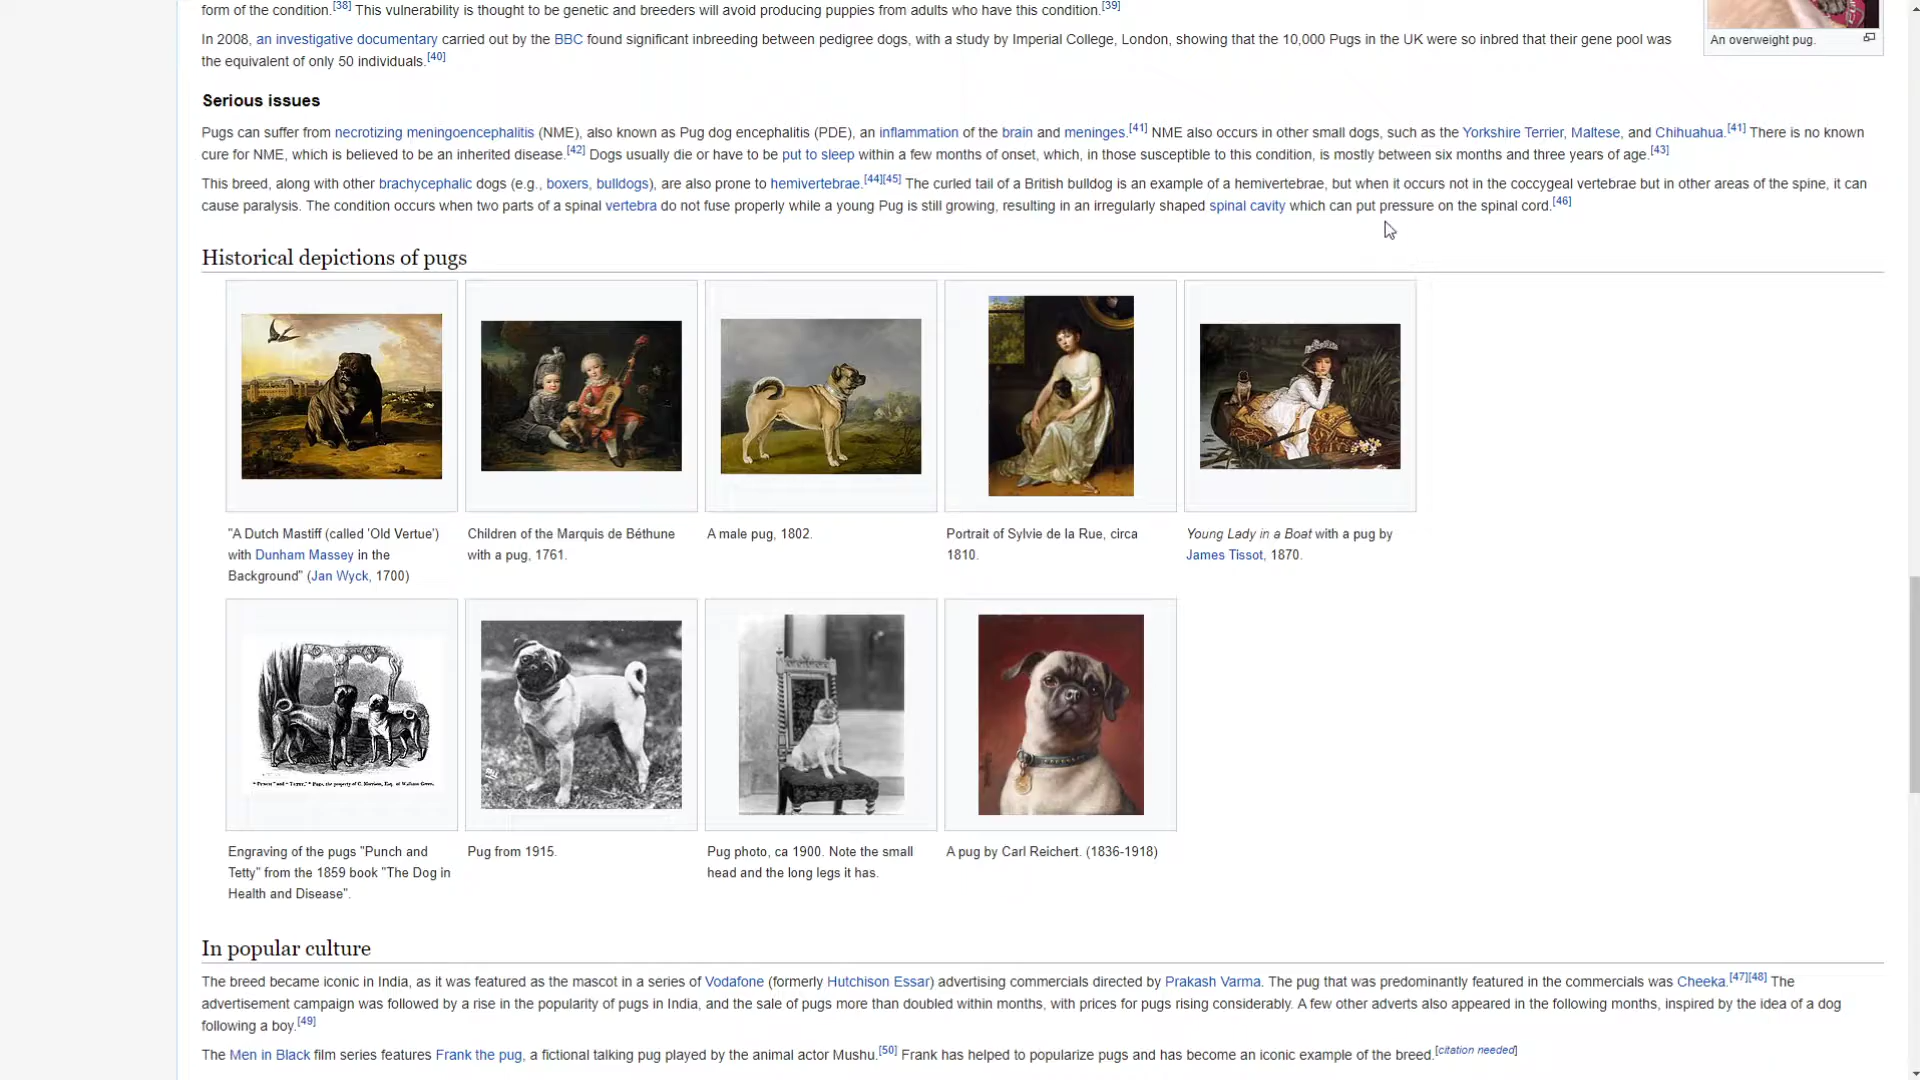 form of the condition.[38] This vulnerability is thought to be genetic and breeders will avoid producing puppies from adults who have this condition.[39]
An overweight pug.
In 2008, an investigative documentary carried out by the BBC found significant inbreeding between pedigree dogs, with a study by Imperial College, London, showing that the 10,000 Pugs in the UK were so inbred that their gene pool was
the equivalent of only 50 individuals.[40]
Serious issues
Pugs can suffer from necrotizing meningoencephalitis (NME), also known as Pug dog encephalitis (PDE), an inflammation of the brain and meninges.[41] NME also occurs in other small dogs, such as the Yorkshire Terrier, Maltese, and Chihuahua.[41] There is no known
cure for NME, which is believed to be an inherited disease.[42] Dogs usually die or have to be put to sleep within a few months of onset, which, in those susceptible to this condition, is mostly between six months and three years of age.[43]
This breed, along with other brachycephalic dogs (e.g., boxers, bulldogs), are also prone to hemivertebrae.[44][45] The curled tail of a British bulldog is an example of a hemivertebrae, but when it occurs not in the coccygeal vertebrae but in other areas of the spine, it can
cause paralysis. The condition occurs when two parts of a spinal vertebra do not fuse properly while a young Pug is still growing, resulting in an irregularly shaped spinal cavity which can put pressure on the spinal cord.[46]
Historical depictions of pugs
"A Dutch Mastiff (called 'Old Vertue')
with Dunham Massey in the
Background" (Jan Wyck, 1700)
Children of the Marquis de Béthune
with a pug, 1761.
A male pug, 1802.
Portrait of Sylvie de la Rue, circa
1810.
Young Lady in a Boat with a pug by
James Tissot, 1870.
Engraving of the pugs "Punch and
Tetty" from the 1859 book "The Dog in
Health and Disease".
Pug from 1915.
Pug photo, ca 1900. Note the small
head and the long legs it has.
A pug by Carl Reichert. (1836-1918)
In popular culture
The breed became iconic in India, as it was featured as the mascot in a series of Vodafone (formerly Hutchison Essar) advertising commercials directed by Prakash Varma. The pug that was predominantly featured in the commercials was Cheeka.[47][48] The
advertisement campaign was followed by a rise in the popularity of pugs in India, and the sale of pugs more than doubled within months, with prices for pugs rising considerably. A few other adverts also appeared in the following months, inspired by the idea of a dog
following a boy.[49]
The Men in Black film series features Frank the pug, a fictional talking pug played by the animal actor Mushu.[50] Frank has helped to popularize pugs and has become an iconic example of the breed.[citation needed]